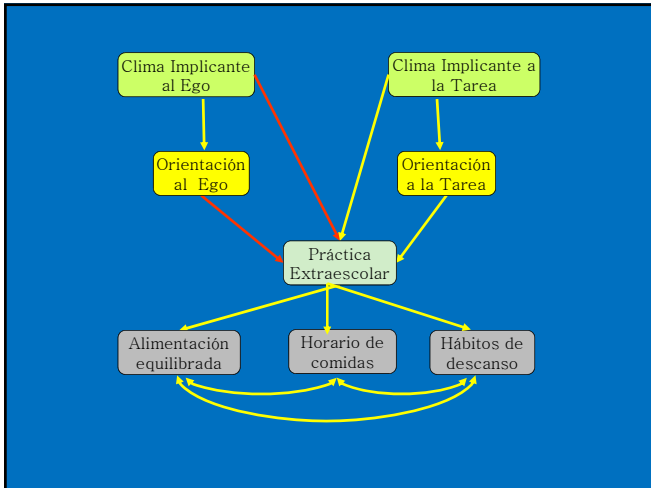 Clima Implicante
al Ego
Clima Implicante a
la Tarea
Orientación
al Ego
Orientación
a la Tarea
Práctica
Extraescolar
Alimentación
equilibrada
Horario de
comidas
Hábitos de
descanso